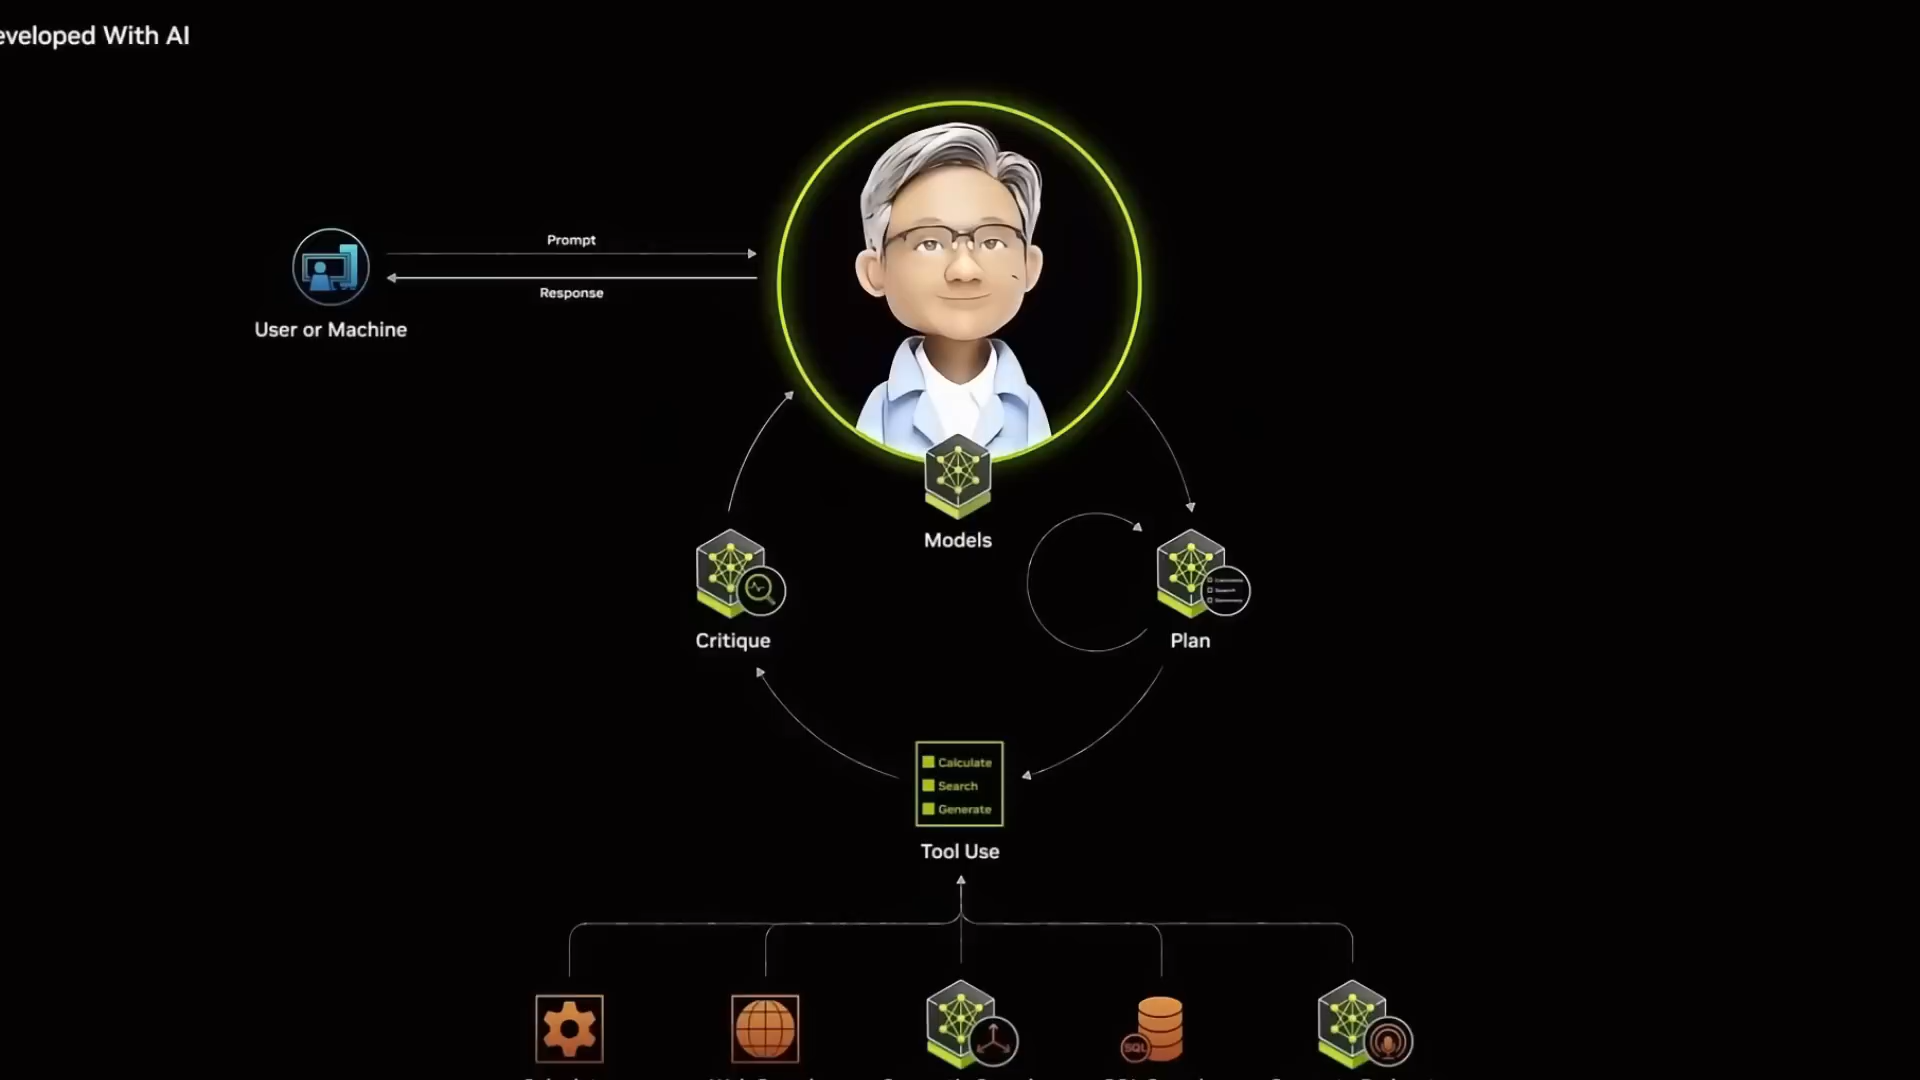 eveloped With AI
Prompt
Response
User or Machine
Models
Critique
Plan
Calculate
Search
Generate
Tool Use
SQL